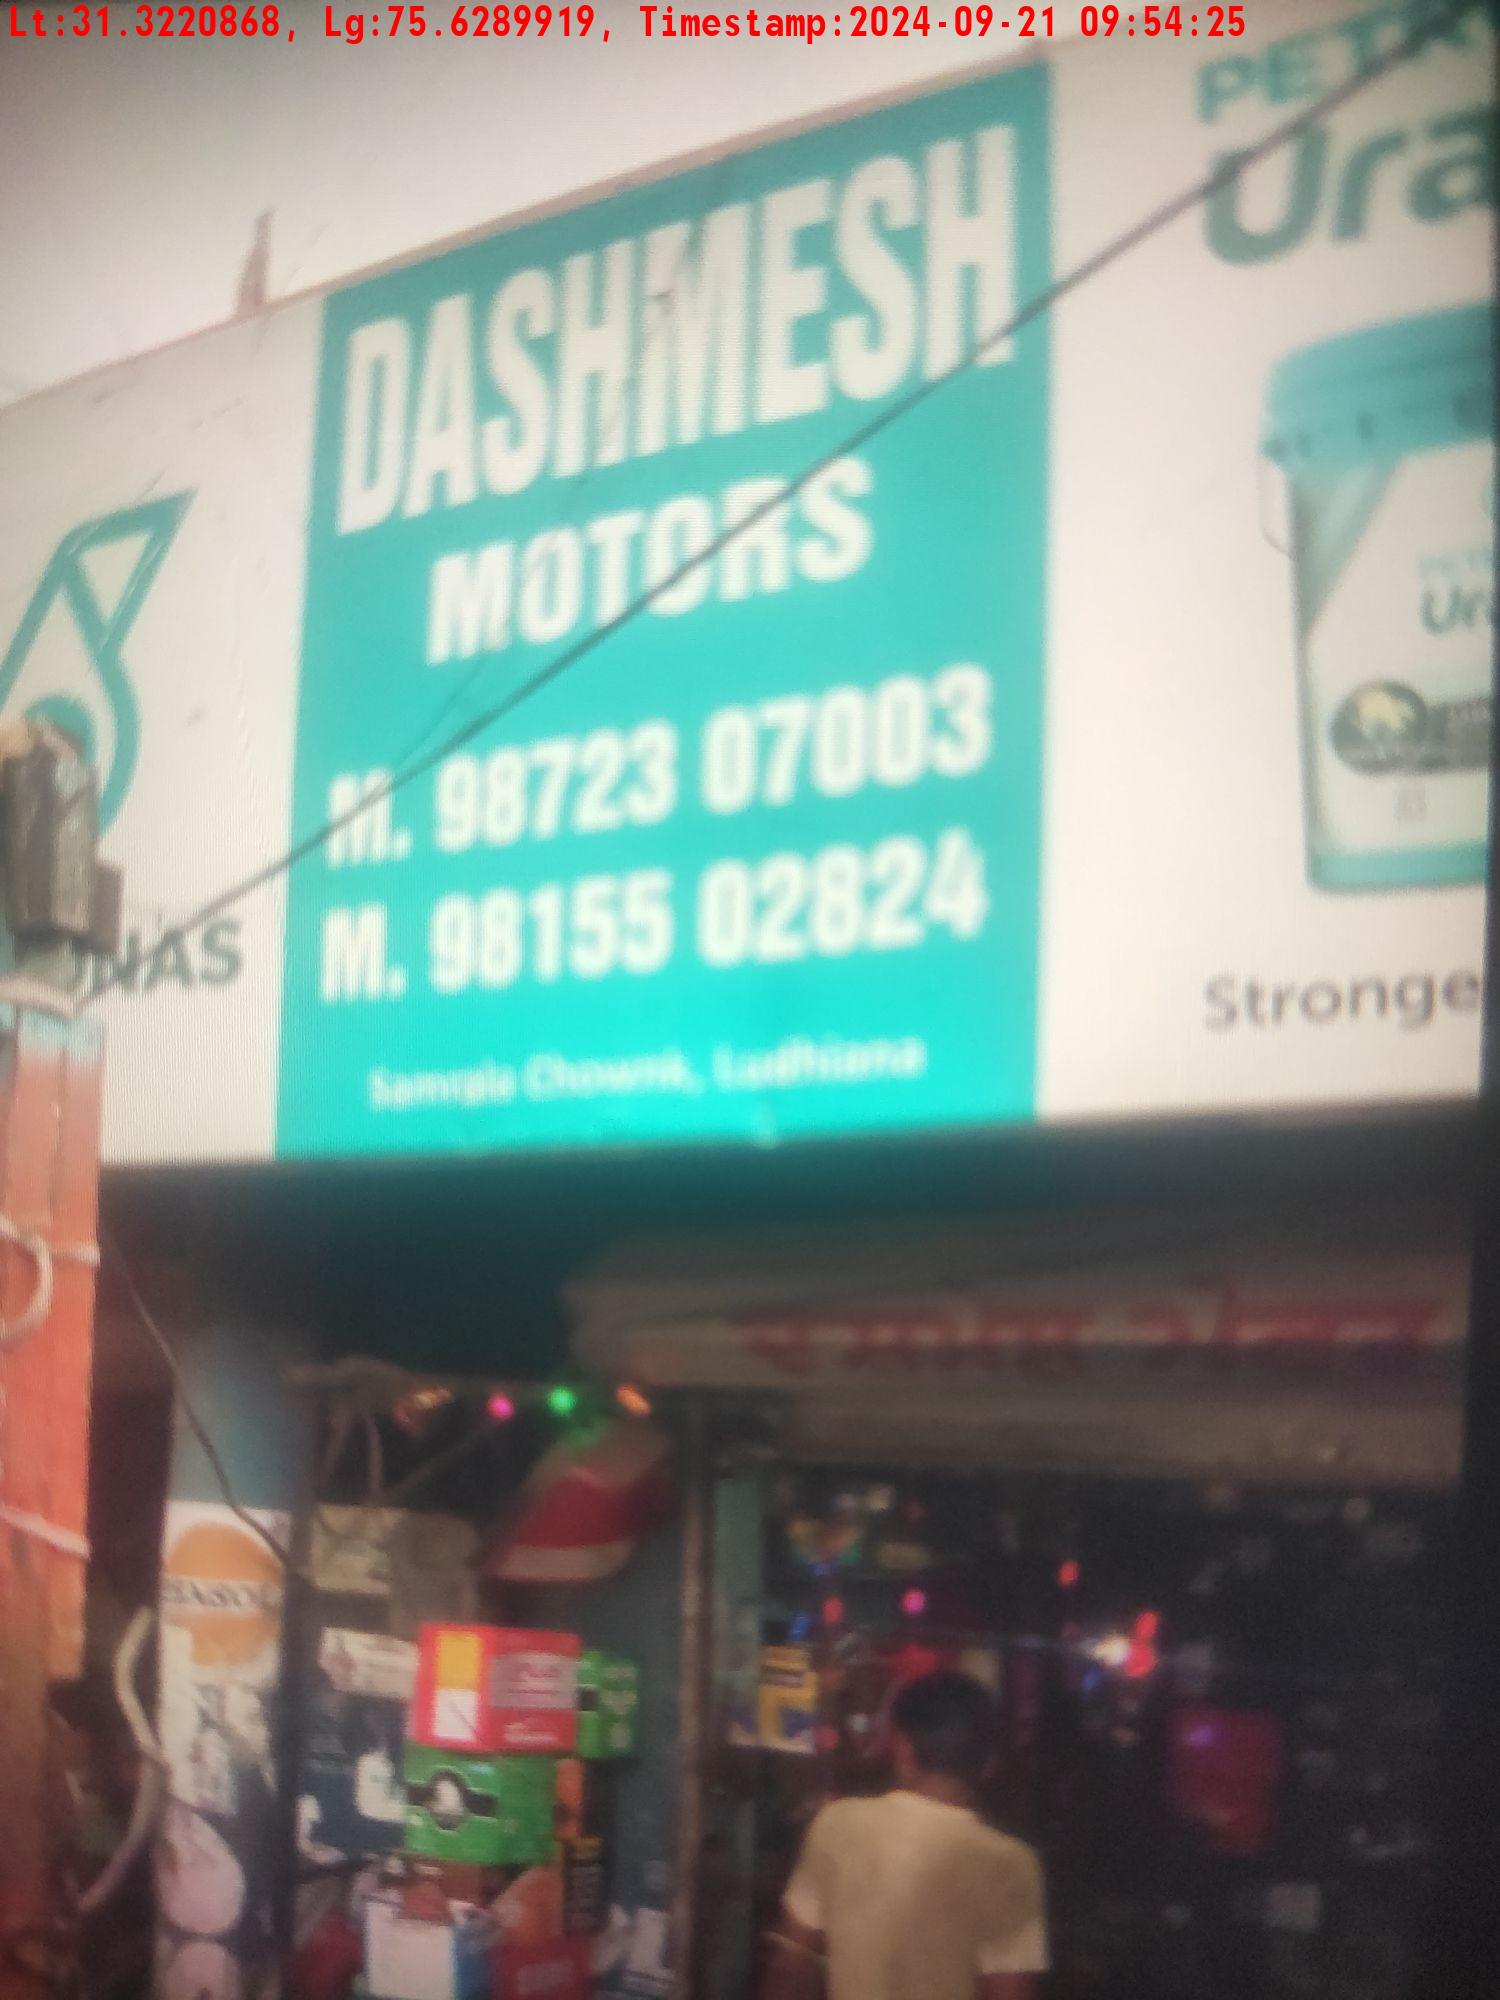 Lt:31.3220868, Lg:75.6289919, Timestamp:2024-09-21 09:54:25
DASHMESH
MOTORS
M. 98723 07003
M. 98155 02824
Samrala Chownk, Ludhiana
NAS
PETR
Ura
Stronge